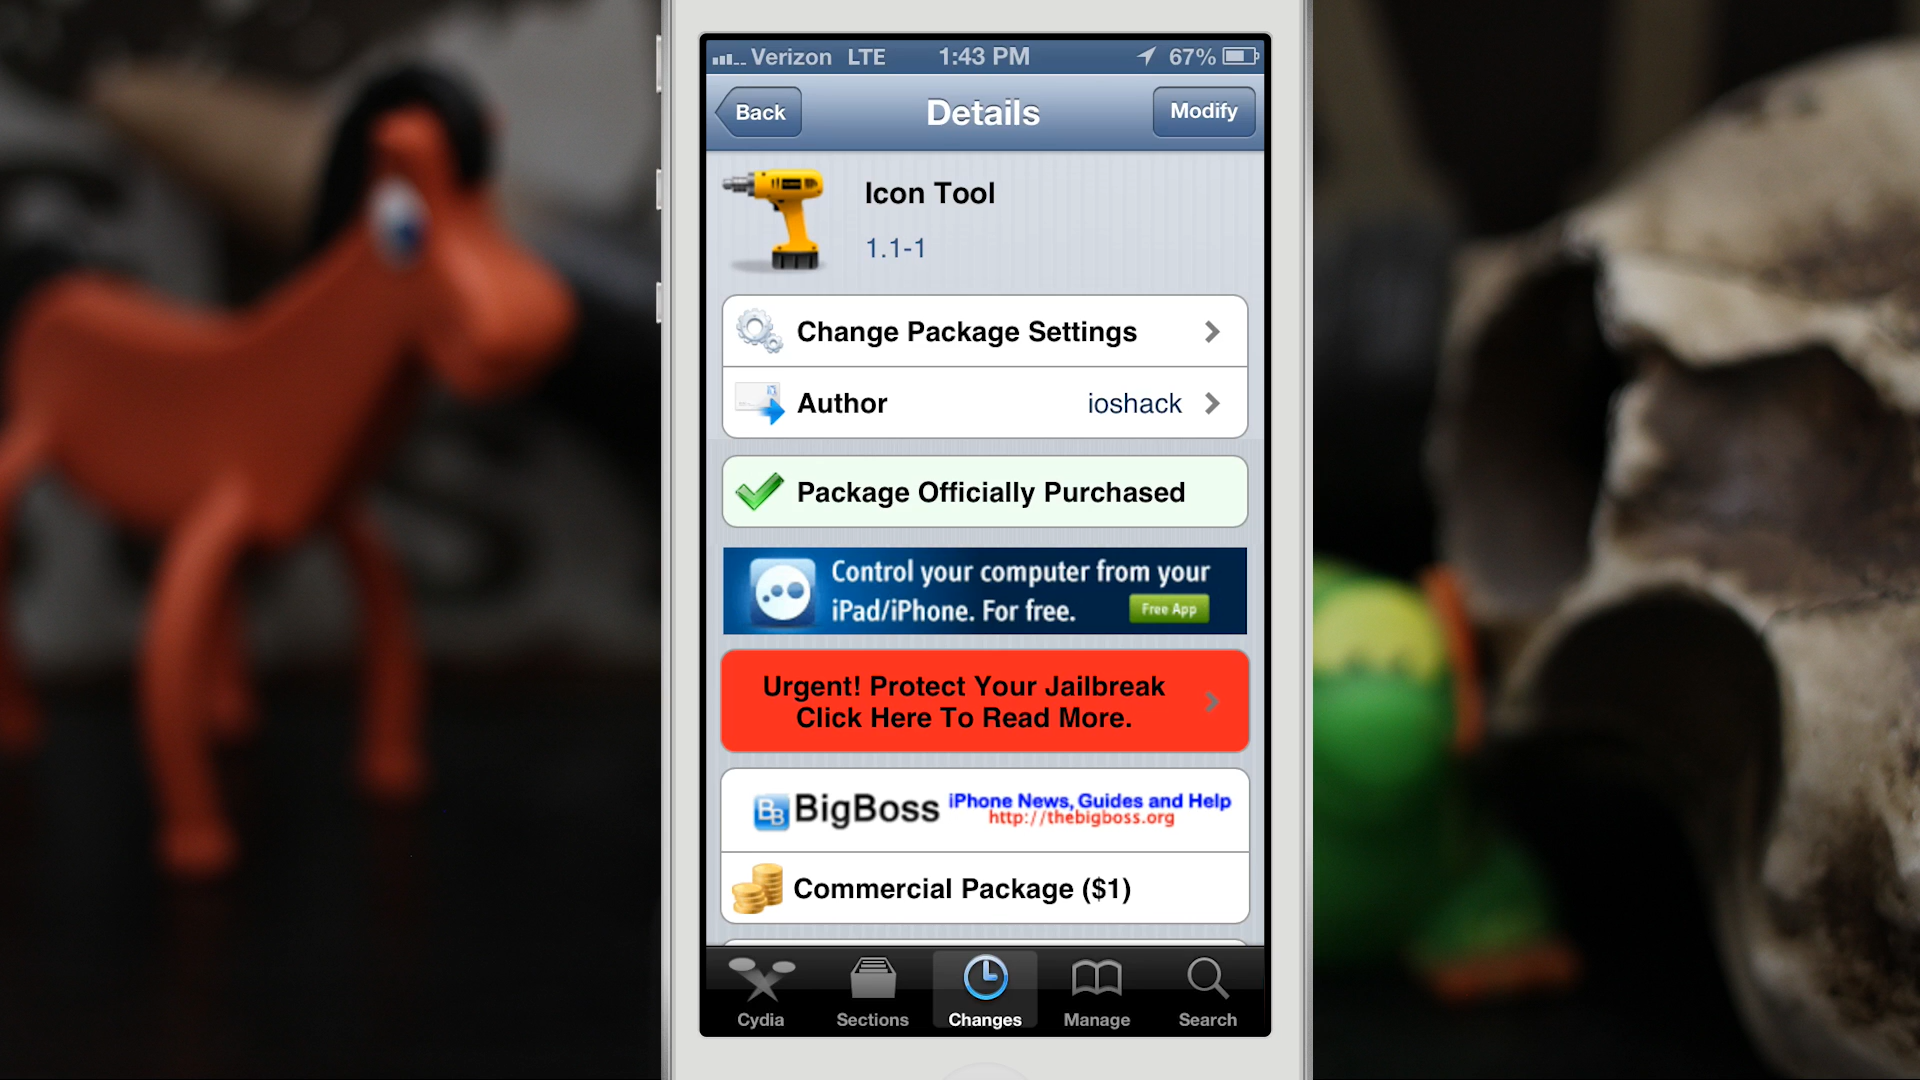 Verizon LTE 1:43 PM 67%
Back Details Modify
Icon Tool
1.1-1
Change Package Settings
Author ioshack
Package Officially Purchased
Control your computer from your
iPad/iPhone. For free. Free App
Urgent! Protect Your Jailbreak
Click Here To Read More.
BB BigBoss iPhone News, Guides and Help
http://thebigboss.org
Commercial Package ($1)
Cydia Sections Changes Manage Search